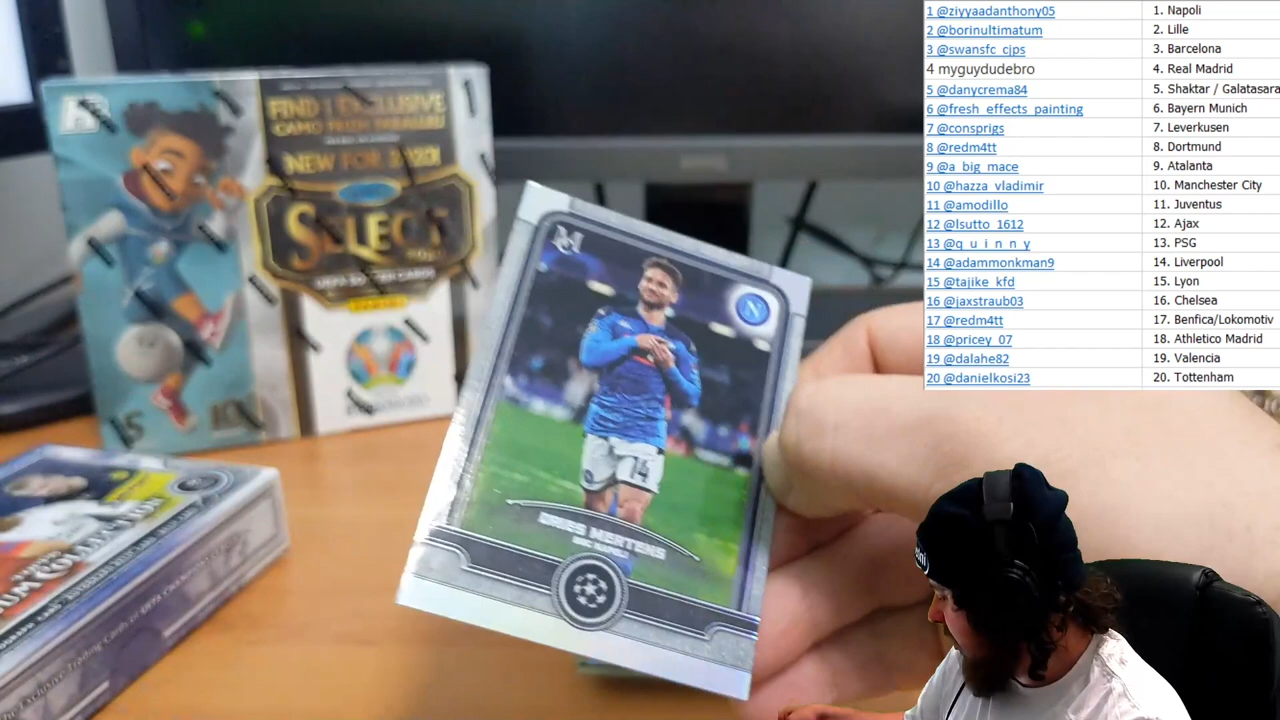 FIND 1 EXCLUSIVE
NEW FOR 2020!
SELECT
PANINI
15
M
N
14
DRIES MERTENS
SSC NAPOLI
1 @ziyyaadanthony05 1. Napoli
2 @borinultimatum 2. Lille
3 @swansfc_cjps 3. Barcelona
4 myguydudebro 4. Real Madrid
5 @danycrema84 5. Shaktar / Galatasara
6 @fresh_effects_painting 6. Bayern Munich
7 @consprigs 7. Leverkusen
8 @redm4tt 8. Dortmund
9 @a_big_mace 9. Atalanta
10 @hazza_vladimir 10. Manchester City
11 @amodillo 11. Juventus
12 @lsutto_1612 12. Ajax
13 @q_u_i_n_n_y 13. PSG
14 @adammonkman9 14. Liverpool
15 @tajike_kfd 15. Lyon
16 @jaxstraub03 16. Chelsea
17 @redm4tt 17. Benfica/Lokomotiv
18 @pricey_07 18. Athletico Madrid
19 @dalahe82 19. Valencia
20 @danielkosi23 20. Tottenham